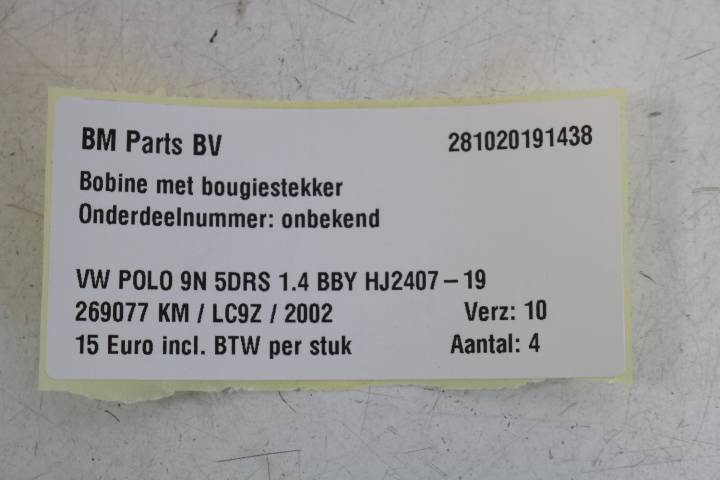 BM Parts BV 281020191438
Bobine met bougiestekker
Onderdeelnummer: onbekend
VW POLO 9N 5DRS 1.4 BBY HJ2407-19
269077 KM / LC9Z / 2002 Verz: 10
15 Euro incl. BTW per stuk Aantal: 4